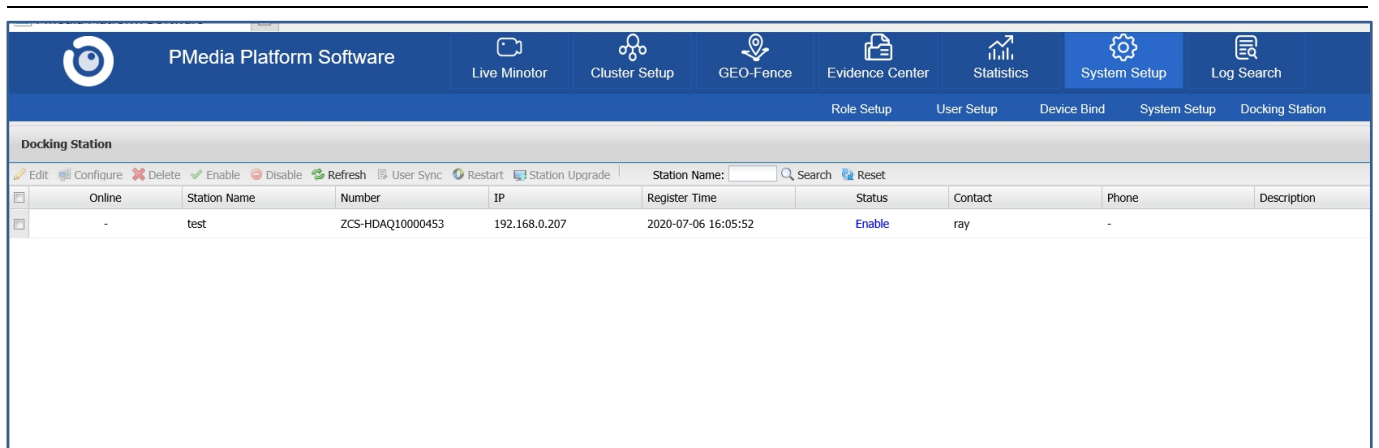 PMedia Platform Software
Live Minotor Cluster Setup GEO-Fence Evidence Center Statistics System Setup Log Search
Role Setup User Setup Device Bind System Setup Docking Station
Docking Station
Edit Configure Delete Enable Disable Refresh User Sync Restart Station Upgrade Station Name: Search Reset
Online Station Name Number IP Register Time Status Contact Phone Description
- test ZCS-HDAQ10000453 192.168.0.207 2020-07-06 16:05:52 Enable ray -